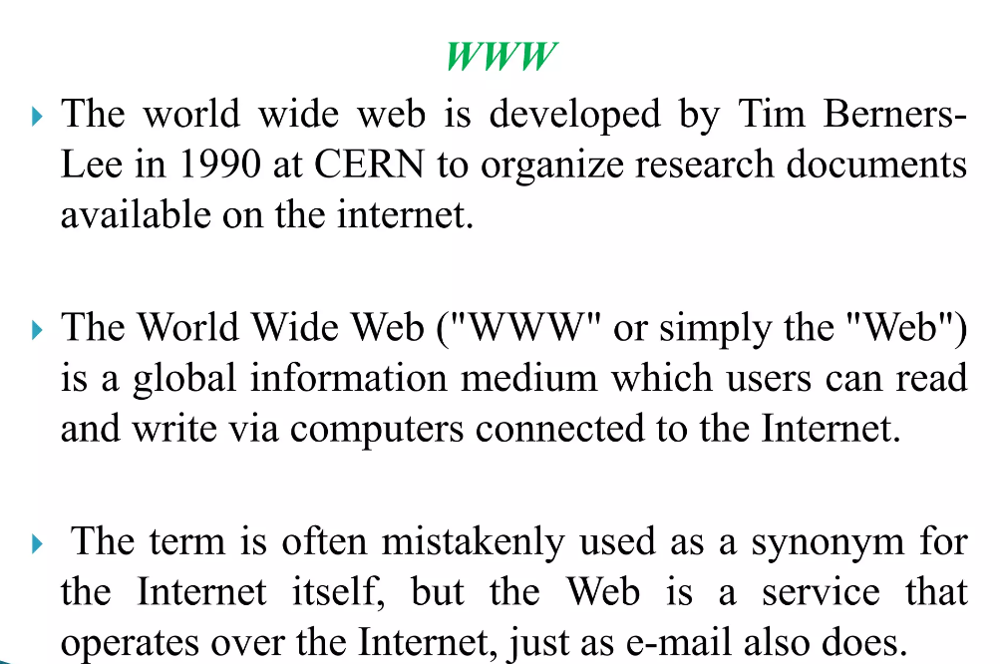 WWW
The world wide web is developed by Tim Berners-
Lee in 1990 at CERN to organize research documents
available on the internet.
The World Wide Web ("WWW" or simply the "Web")
is a global information medium which users can read
and write via computers connected to the Internet.
The term is often mistakenly used as a synonym for
the Internet itself, but the Web is a service that
operates over the Internet, just as e-mail also does.